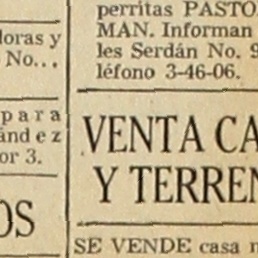 oras y
No...
para
ández
or 3.
OS
perritas PASTO
MAN. Informan
les Serdán No. 9
léfono 3-46-06.
VENTA CA
Y TERREN
SE VENDE casa